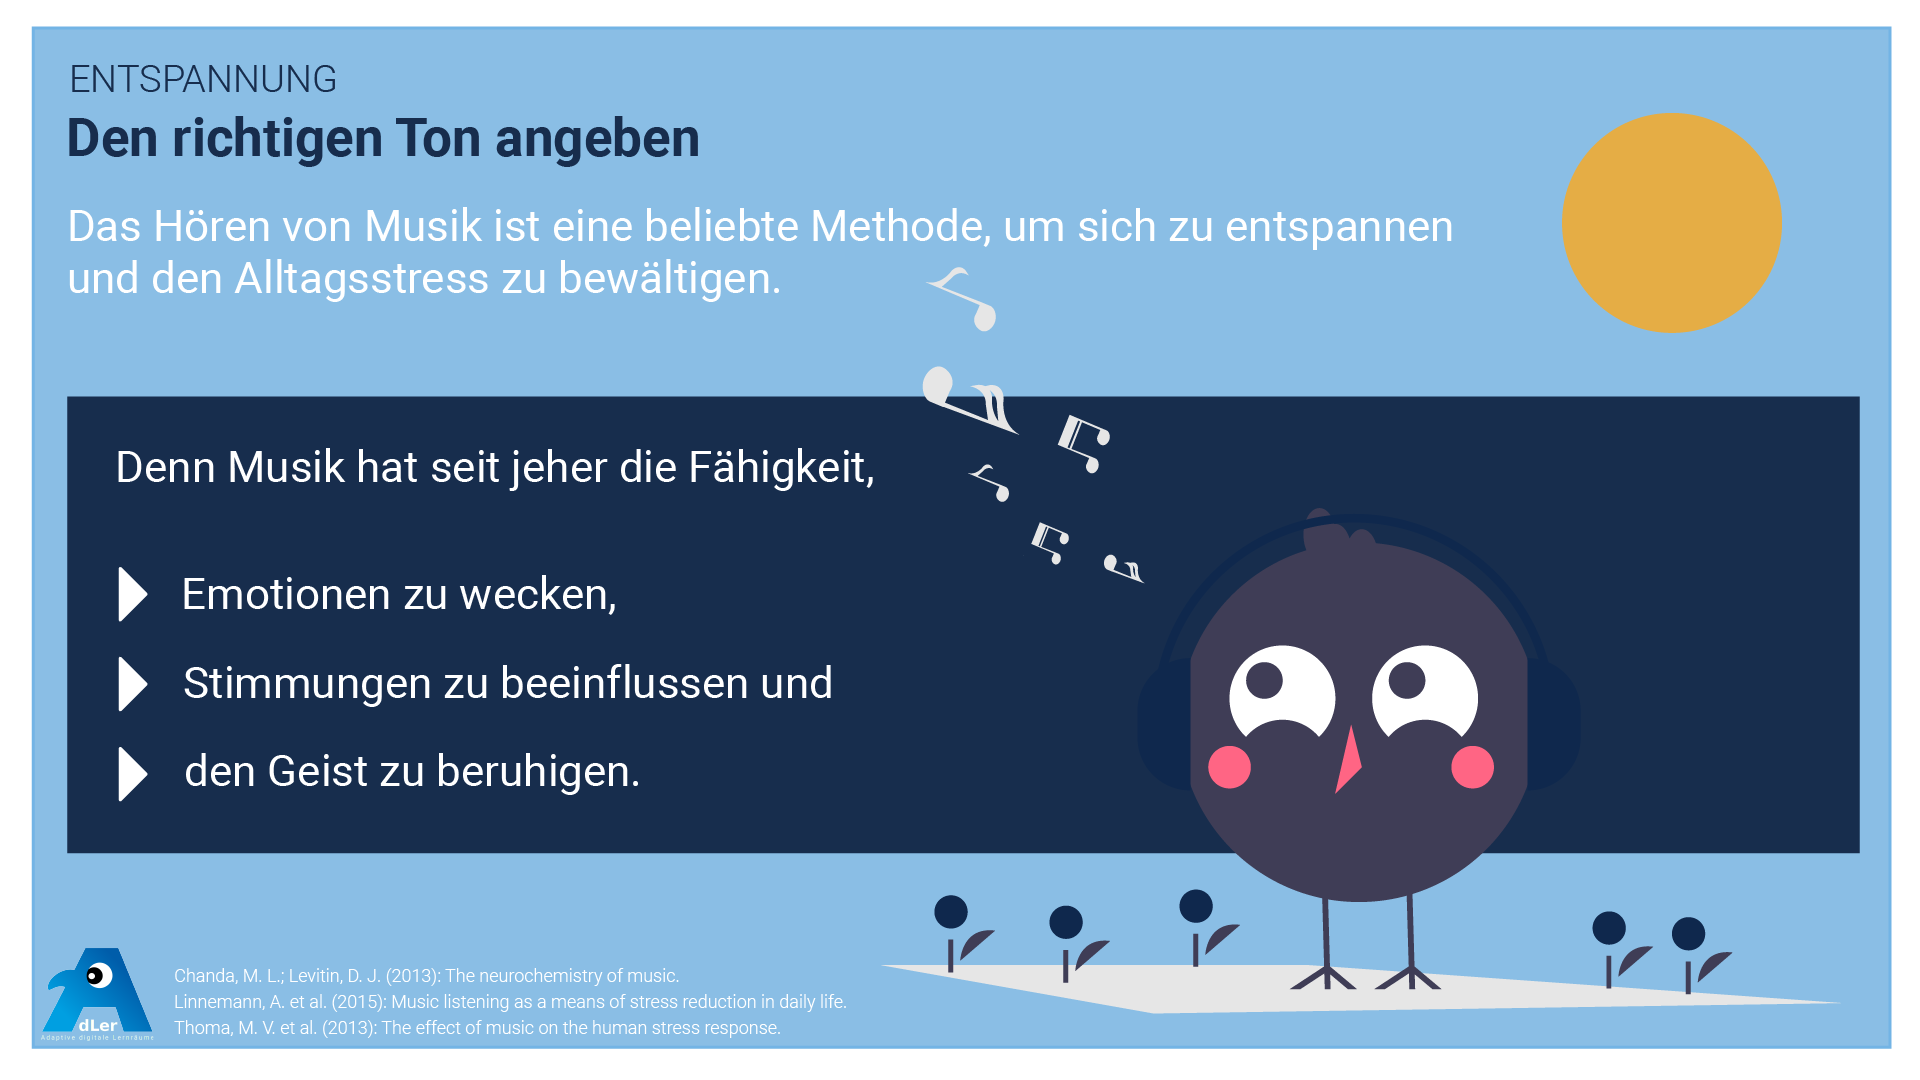 ENTSPANNUNG
Den richtigen Ton angeben
Das Hören von Musik ist eine beliebte Methode, um sich zu entspannen
und den Alltagsstress zu bewältigen.
Denn Musik hat seit jeher die Fähigkeit,
Emotionen zu wecken,
Stimmungen zu beeinflussen und
den Geist zu beruhigen.
Chanda, M. L.; Levitin, D. J. (2013): The neurochemistry of music.
Linnemann, A. et al. (2015): Music listening as a means of stress reduction in daily life.
Thoma, M. V. et al. (2013): The effect of music on the human stress response.
dLer
Adaptive digitale Lernräume